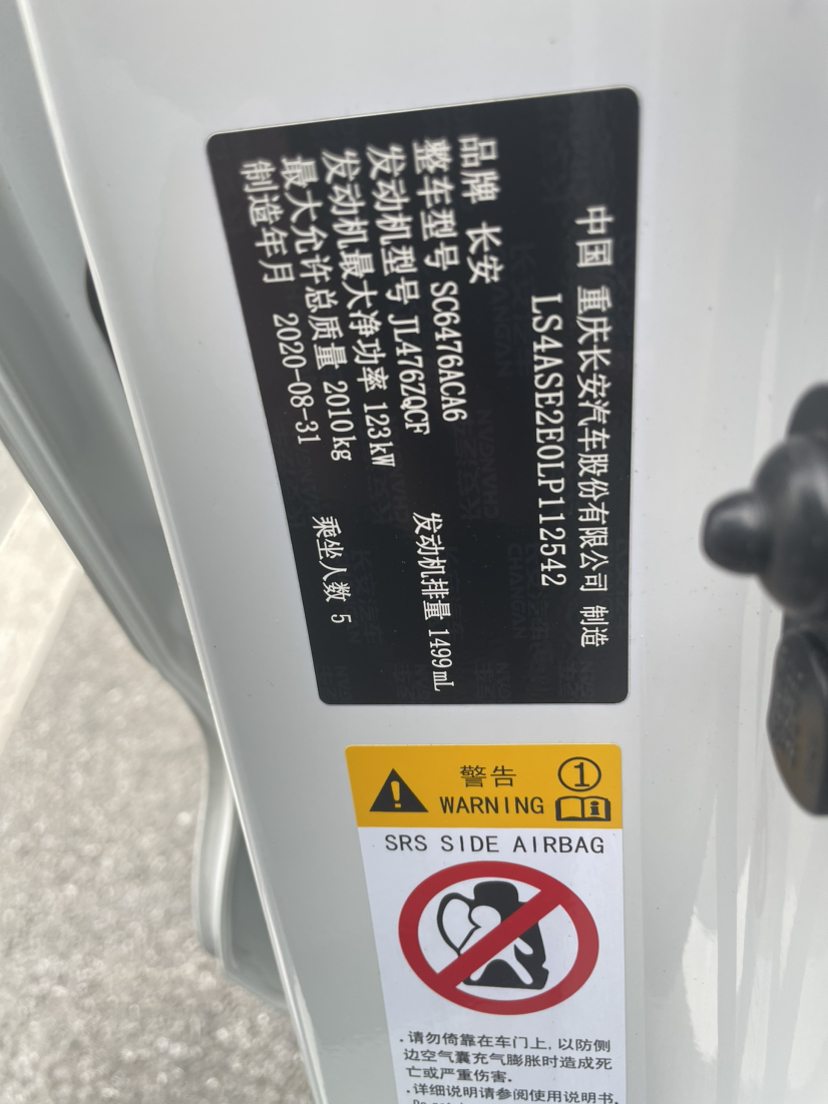 中国 重庆长安汽车股份有限公司 制造
LS4ASE2E0LP112542
品牌 长安
整车型号 SC6476ACA6
发动机型号 JL476ZQCF 发动机排量 1499mL
发动机最大净功率 123kW
最大允许总质量 2010kg 乘坐人数 5
制造年月 2020-08-31
警告
WARNING
1
SRS SIDE AIRBAG
.请勿倚靠在车门上,以防侧
边空气囊充气膨胀时造成死
亡或严重伤害.
.详细说明请参阅使用说明书.